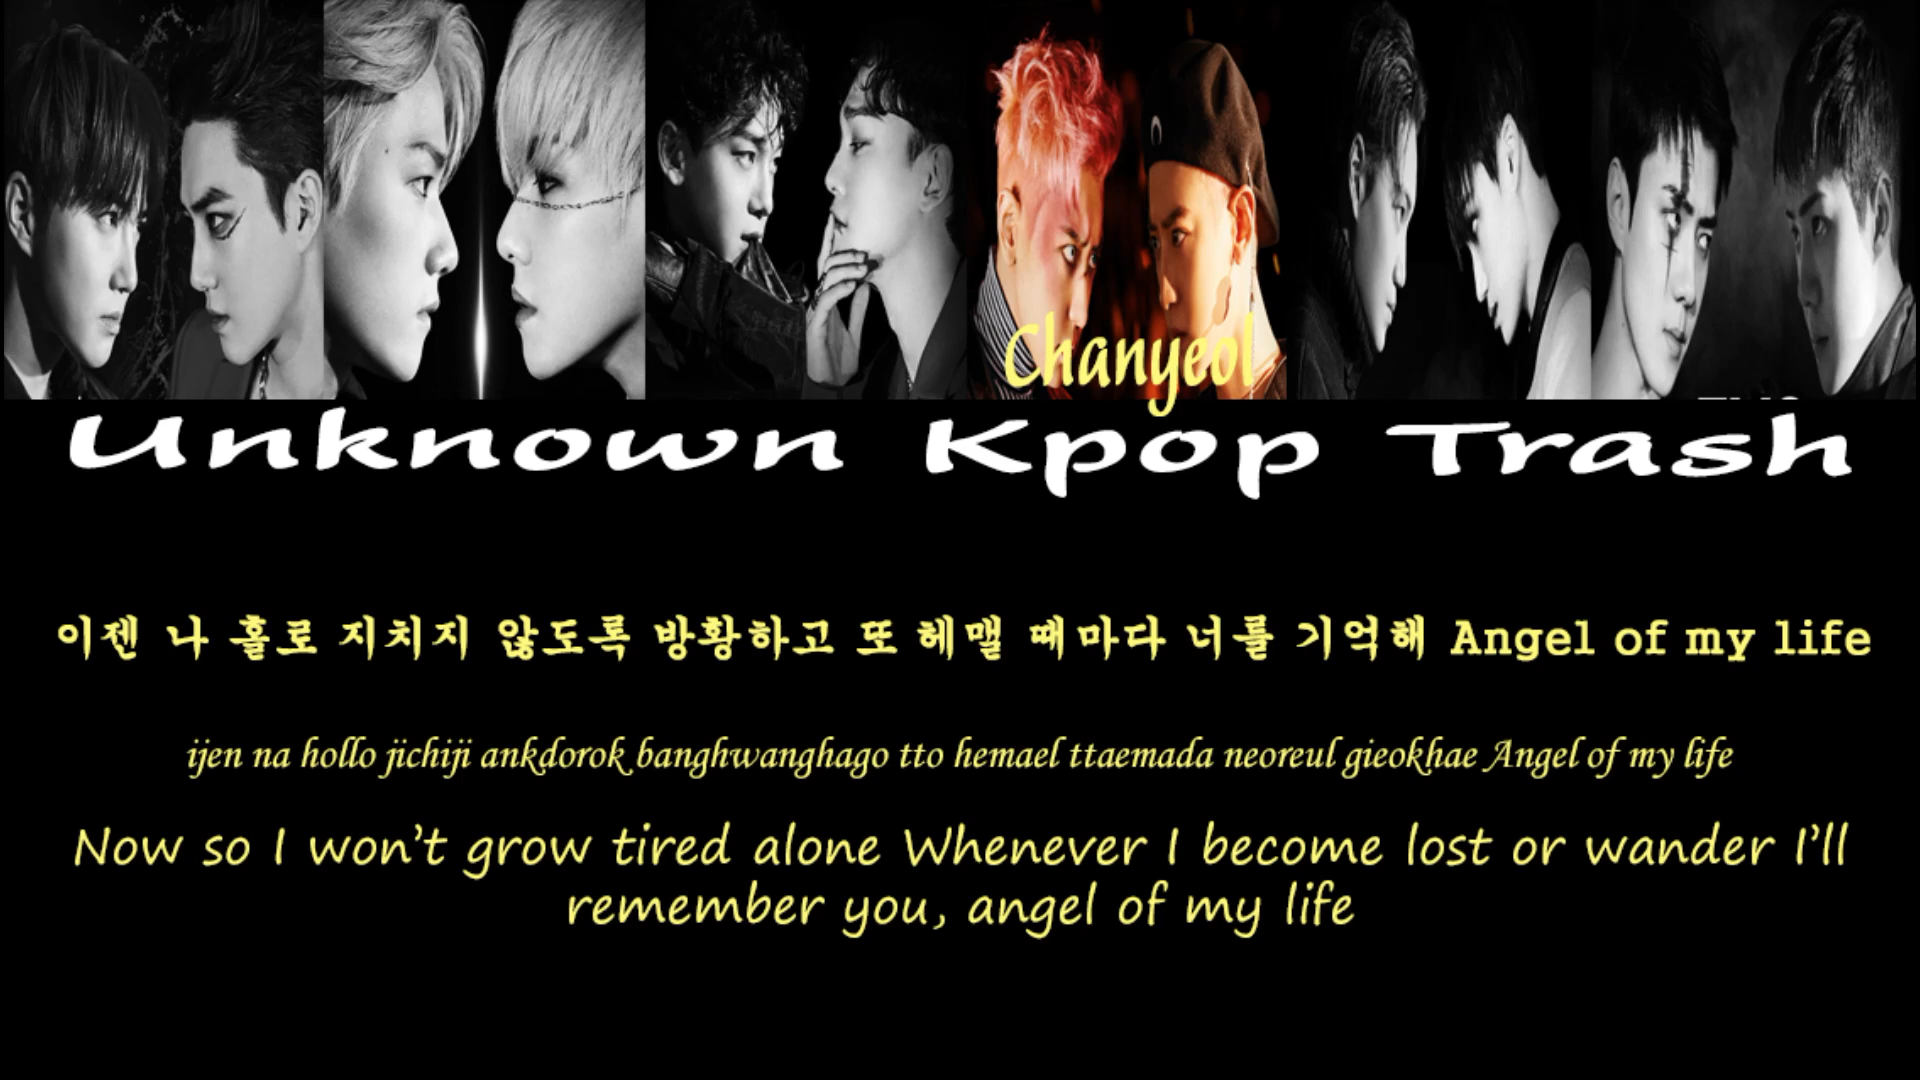 Chanyeol
Unknown Kpop Trash
이젠 나 홀로 지치지 않도록 방황하고 또 헤맬 때마다 너를 기억해 Angel of my life
ijen na hollo jichiji ankdorok banghwanghago tto hemael ttaemada neoreul gieokhae Angel of my life
Now so I won't grow tired alone Whenever I become lost or wander I'll
remember you, angel of my life